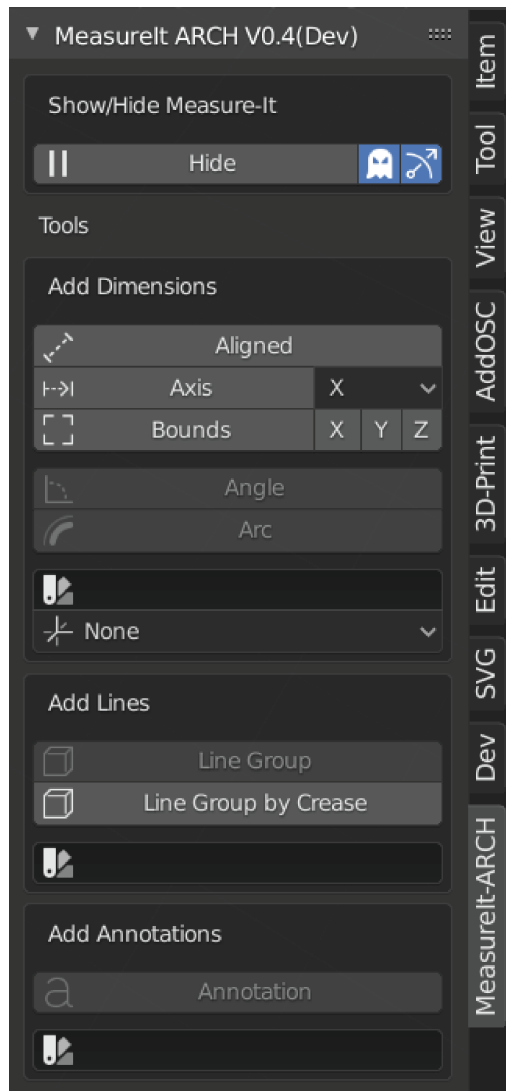 MeasureIt ARCH V0.4(Dev)
Show/Hide Measure-It
Hide
Tools
Add Dimensions
Aligned
Axis X
Bounds X Y Z
Angle
Arc
None
Add Lines
Line Group
Line Group by Crease
Add Annotations
a Annotation
Item
Tool
View
AddOSC
3D-Print
Edit
SVG
Dev
MeasureIt-ARCH